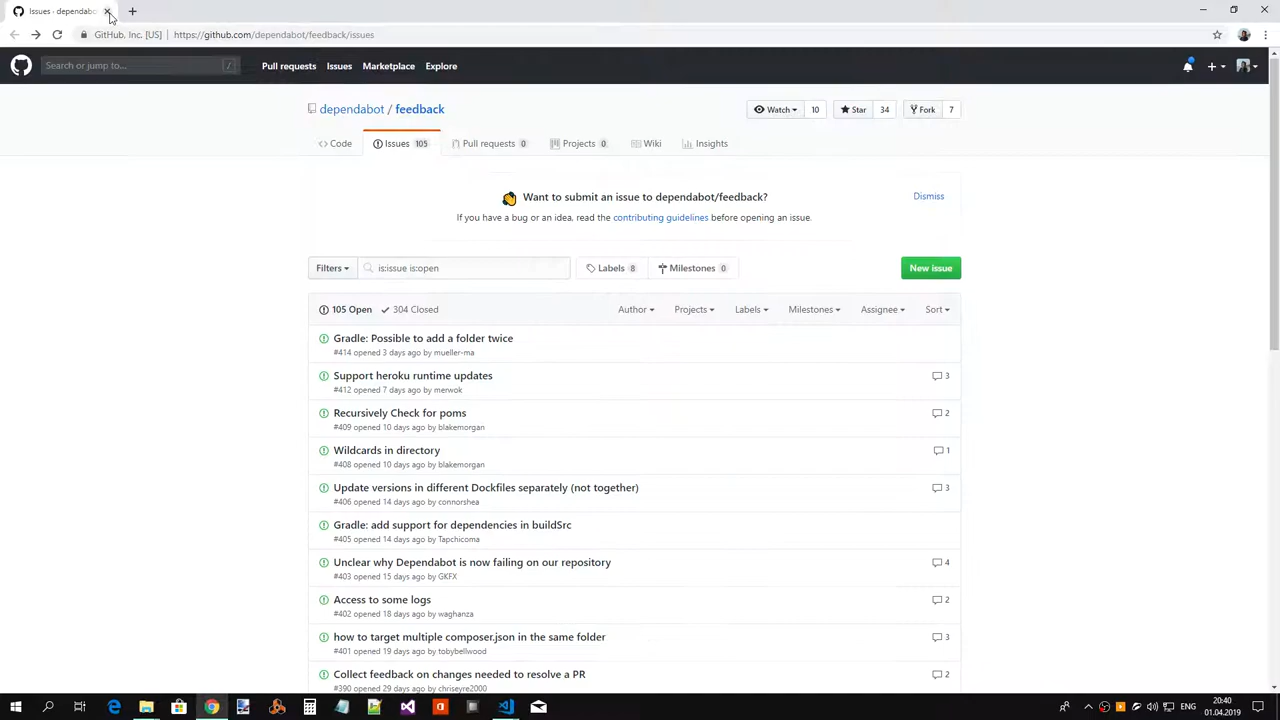 Issues · dependabo
GitHub, Inc. [US] https://github.com/dependabot/feedback/issues
Search or jump to... / Pull requests Issues Marketplace Explore
dependabot / feedback
Watch 10 Star 34 Fork 7
Code Issues 105 Pull requests 0 Projects 0 Wiki Insights
Want to submit an issue to dependabot/feedback? Dismiss
If you have a bug or an idea, read the contributing guidelines before opening an issue.
Filters is:issue is:open Labels 8 Milestones 0 New issue
105 Open 304 Closed Author Projects Labels Milestones Assignee Sort
Gradle: Possible to add a folder twice
#414 opened 3 days ago by mueller-ma
Support heroku runtime updates 3
#412 opened 7 days ago by merwok
Recursively Check for poms 2
#409 opened 10 days ago by blakemorgan
Wildcards in directory 1
#408 opened 10 days ago by blakemorgan
Update versions in different Dockfiles separately (not together) 3
#406 opened 14 days ago by connorshea
Gradle: add support for dependencies in buildSrc
#405 opened 14 days ago by Tapchicoma
Unclear why Dependabot is now failing on our repository 4
#403 opened 15 days ago by GKFX
Access to some logs 2
#402 opened 18 days ago by waghanza
how to target multiple composer.json in the same folder 3
#401 opened 19 days ago by tobybellwood
Collect feedback on changes needed to resolve a PR 2
#390 opened 29 days ago by chriseyre2000
ENG 20:40
01.04.2019